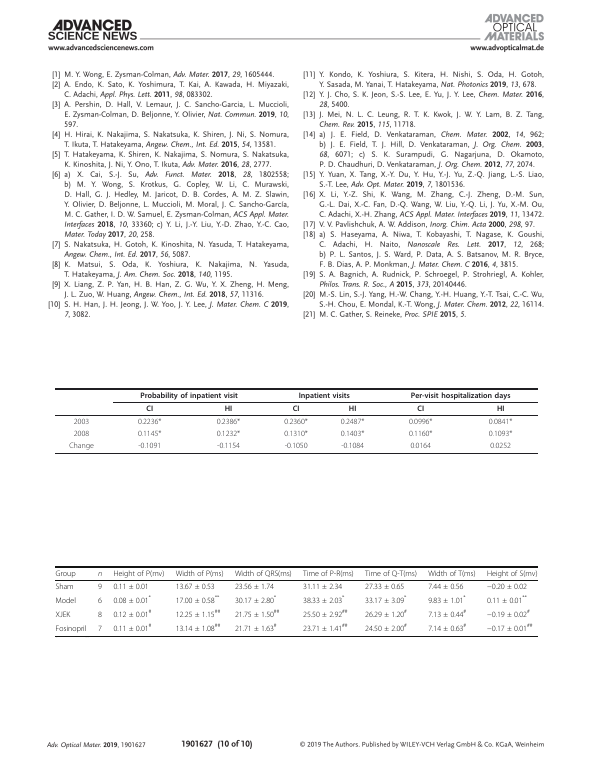 ADVANCED
SCIENCE NEWS
www.advancedsciencenews.com
ADVANCED
OPTICAL
MATERIALS
www.advopticalmat.de
[1] M. Y. Wong, E. Zysman-Colman, Adv. Mater. 2017, 29, 1605444.
[2] A. Endo, K. Sato, K. Yoshimura, T. Kai, A. Kawada, H. Miyazaki,
C. Adachi, Appl. Phys. Lett. 2011, 98, 083302.
[3] A. Pershin, D. Hall, V. Lemaur, J. C. Sancho-Garcia, L. Muccioli,
E. Zysman-Colman, D. Beljonne, Y. Olivier, Nat. Commun. 2019, 10,
597.
[4] H. Hirai, K. Nakajima, S. Nakatsuka, K. Shiren, J. Ni, S. Nomura,
T. Ikuta, T. Hatakeyama, Angew. Chem., Int. Ed. 2015, 54, 13581.
[5] T. Hatakeyama, K. Shiren, K. Nakajima, S. Nomura, S. Nakatsuka,
K. Kinoshita, J. Ni, Y. Ono, T. Ikuta, Adv. Mater. 2016, 28, 2777.
[6] a) X. Cai, S.-J. Su, Adv. Funct. Mater. 2018, 28, 1802558;
b) M. Y. Wong, S. Krotkus, G. Copley, W. Li, C. Murawski,
D. Hall, G. J. Hedley, M. Jaricot, D. B. Cordes, A. M. Z. Slawin,
Y. Olivier, D. Beljonne, L. Muccioli, M. Moral, J. C. Sancho-García,
M. C. Gather, I. D. W. Samuel, E. Zysman-Colman, ACS Appl. Mater.
Interfaces 2018, 10, 33360; c) Y. Li, J.-Y. Liu, Y.-D. Zhao, Y.-C. Cao,
Mater. Today 2017, 20, 258.
[7] S. Nakatsuka, H. Gotoh, K. Kinoshita, N. Yasuda, T. Hatakeyama,
Angew. Chem., Int. Ed. 2017, 56, 5087.
[8] K. Matsui, S. Oda, K. Yoshiura, K. Nakajima, N. Yasuda,
T. Hatakeyama, J. Am. Chem. Soc. 2018, 140, 1195.
[9] X. Liang, Z. P. Yan, H. B. Han, Z. G. Wu, Y. X. Zheng, H. Meng,
J. L. Zuo, W. Huang, Angew. Chem., Int. Ed. 2018, 57, 11316.
[10] S. H. Han, J. H. Jeong, J. W. Yoo, J. Y. Lee, J. Mater. Chem. C 2019,
7, 3082.
[11] Y. Kondo, K. Yoshiura, S. Kitera, H. Nishi, S. Oda, H. Gotoh,
Y. Sasada, M. Yanai, T. Hatakeyama, Nat. Photonics 2019, 13, 678.
[12] Y. J. Cho, S. K. Jeon, S.-S. Lee, E. Yu, J. Y. Lee, Chem. Mater. 2016,
28, 5400.
[13] J. Mei, N. L. C. Leung, R. T. K. Kwok, J. W. Y. Lam, B. Z. Tang,
Chem. Rev. 2015, 115, 11718.
[14] a) J. E. Field, D. Venkataraman, Chem. Mater. 2002, 14, 962;
b) J. E. Field, T. J. Hill, D. Venkataraman, J. Org. Chem. 2003,
68, 6071; c) S. K. Surampudi, G. Nagarjuna, D. Okamoto,
P. D. Chaudhuri, D. Venkataraman, J. Org. Chem. 2012, 77, 2074.
[15] Y. Yuan, X. Tang, X.-Y. Du, Y. Hu, Y.-J. Yu, Z.-Q. Jiang, L.-S. Liao,
S.-T. Lee, Adv. Opt. Mater. 2019, 7, 1801536.
[16] X. Li, Y.-Z. Shi, K. Wang, M. Zhang, C.-J. Zheng, D.-M. Sun,
G.-L. Dai, X.-C. Fan, D.-Q. Wang, W. Liu, Y.-Q. Li, J. Yu, X.-M. Ou,
C. Adachi, X.-H. Zhang, ACS Appl. Mater. Interfaces 2019, 11, 13472.
[17] V. V. Pavlishchuk, A. W. Addison, Inorg. Chim. Acta 2000, 298, 97.
[18] a) S. Haseyama, A. Niwa, T. Kobayashi, T. Nagase, K. Goushi,
C. Adachi, H. Naito, Nanoscale Res. Lett. 2017, 12, 268;
b) P. L. Santos, J. S. Ward, P. Data, A. S. Batsanov, M. R. Bryce,
F. B. Dias, A. P. Monkman, J. Mater. Chem. C 2016, 4, 3815.
[19] S. A. Bagnich, A. Rudnick, P. Schroegel, P. Strohriegl, A. Kohler,
Philos. Trans. R. Soc., A 2015, 373, 20140446.
[20] M.-S. Lin, S.-J. Yang, H.-W. Chang, Y.-H. Huang, Y.-T. Tsai, C.-C. Wu,
S.-H. Chou, E. Mondal, K.-T. Wong, J. Mater. Chem. 2012, 22, 16114.
[21] M. C. Gather, S. Reineke, Proc. SPIE 2015, 5.
Probability of inpatient visit Inpatient visits Per-visit hospitalization days
CI HI CI HI CI HI
2003 0.2236* 0.2386* 0.2360* 0.2487* 0.0996* 0.0841*
2008 0.1145* 0.1232* 0.1310* 0.1403* 0.1160* 0.1093*
Change -0.1091 -0.1154 -0.1050 -0.1084 0.0164 0.0252
Group n Height of P(mv) Width of P(ms) Width of QRS(ms) Time of P-R(ms) Time of Q-T(ms) Width of T(ms) Height of S(mv)
Sham 9 0.11 ± 0.01 13.67 ± 0.53 23.56 ± 1.74 31.11 ± 2.34 27.33 ± 0.65 7.44 ± 0.56 −0.20 ± 0.02
Model 6 0.08 ± 0.01* 17.00 ± 0.58** 30.17 ± 2.80* 38.33 ± 2.03* 33.17 ± 3.09* 9.83 ± 1.01* 0.11 ± 0.01**
XJEK 8 0.12 ± 0.01# 12.25 ± 1.15## 21.75 ± 1.50## 25.50 ± 2.92## 26.29 ± 1.20# 7.13 ± 0.44# −0.19 ± 0.02#
Fosinopril 7 0.11 ± 0.01# 13.14 ± 1.08## 21.71 ± 1.63# 23.71 ± 1.41## 24.50 ± 2.00# 7.14 ± 0.63# −0.17 ± 0.01##
Adv. Optical Mater. 2019, 1901627
1901627 (10 of 10)
© 2019 The Authors. Published by WILEY-VCH Verlag GmbH & Co. KGaA, Weinheim